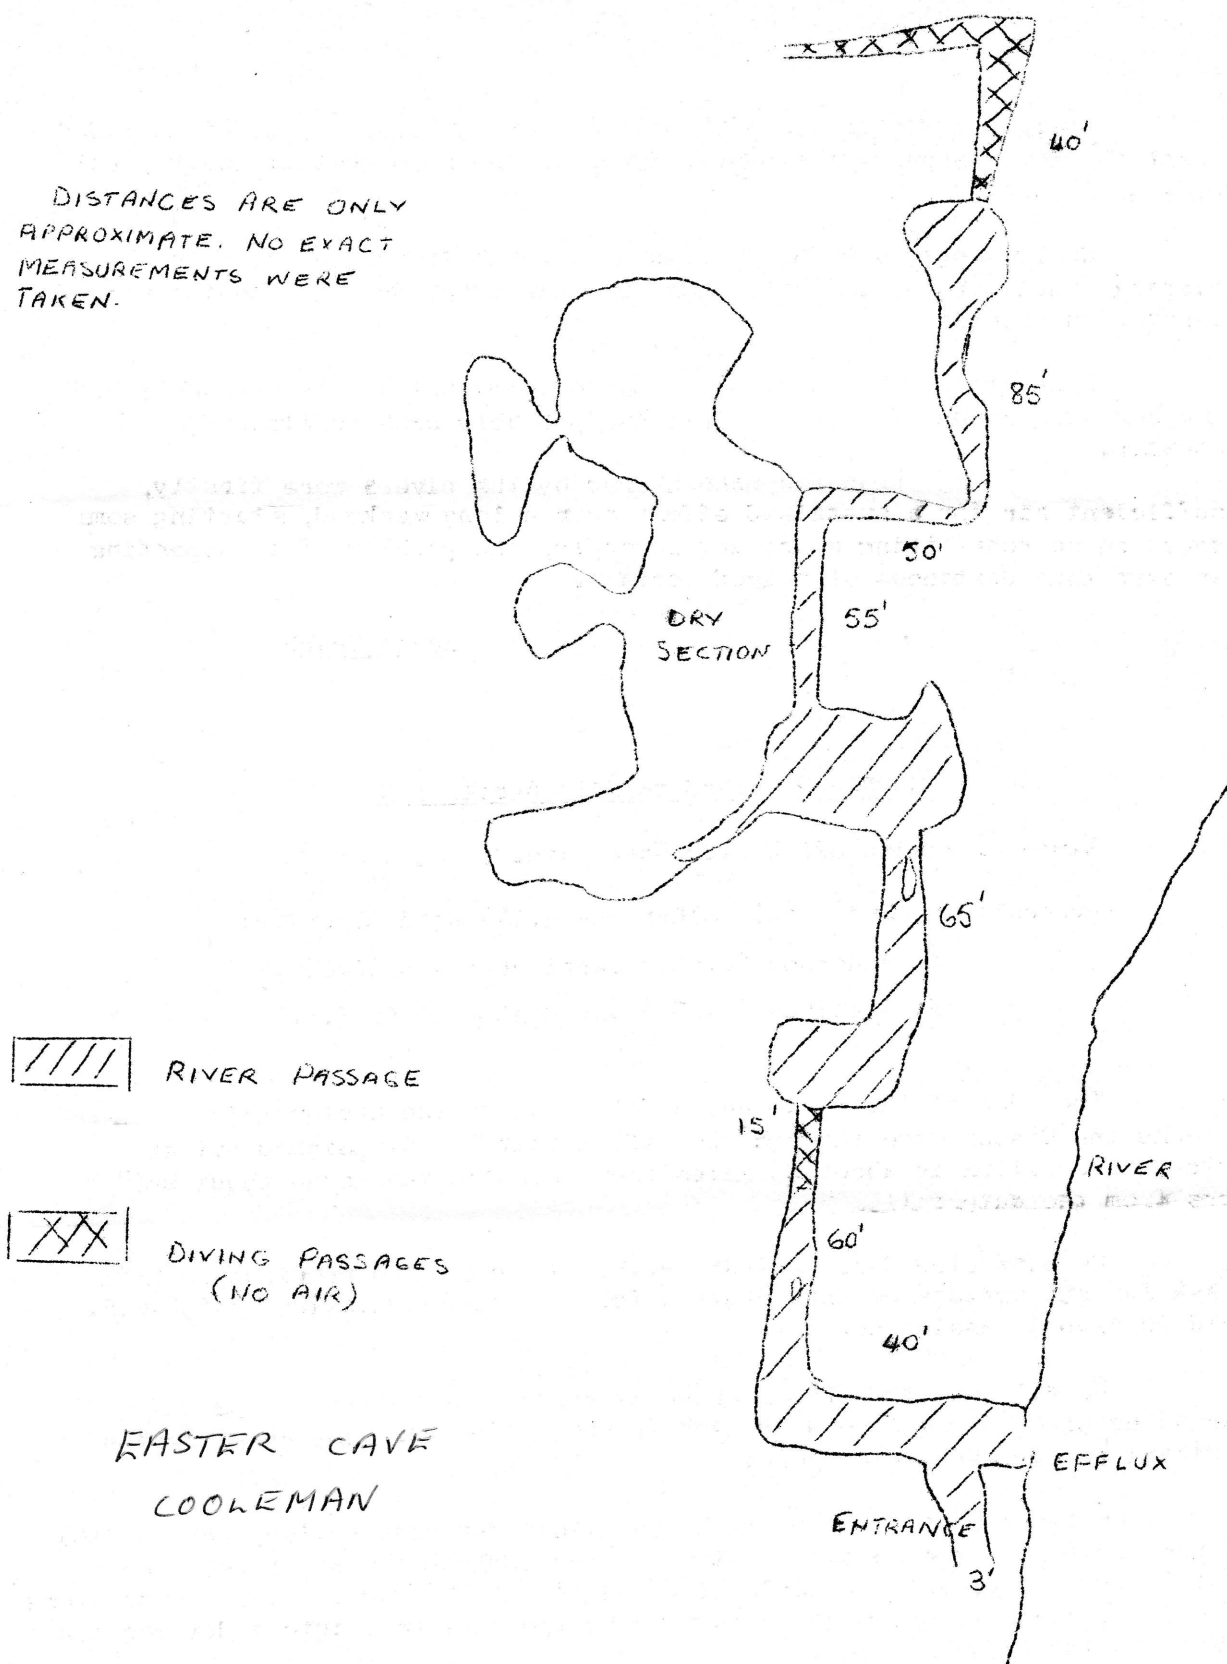 40'
DISTANCES ARE ONLY
APPROXIMATE. NO EXACT
MEASUREMENTS WERE
TAKEN.
85'
50'
55'
DRY
SECTION
65'
RIVER PASSAGE
15'
RIVER
60'
DIVING PASSAGES
(NO AIR)
40'
EASTER CAVE
COOLEMAN
EFFLUX
ENTRANCE
3'